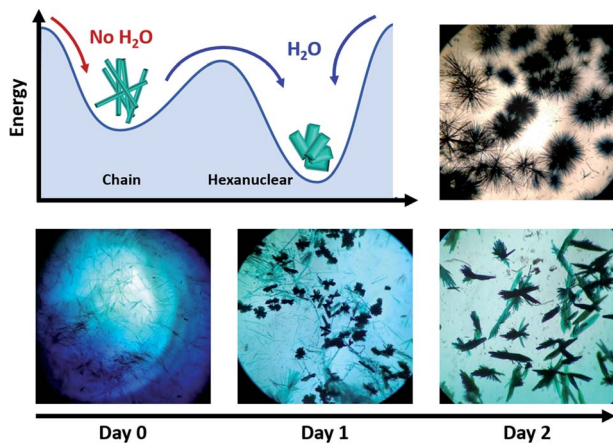 No H₂O
H₂O
Energy
Chain
Hexanuclear
Day 0
Day 1
Day 2